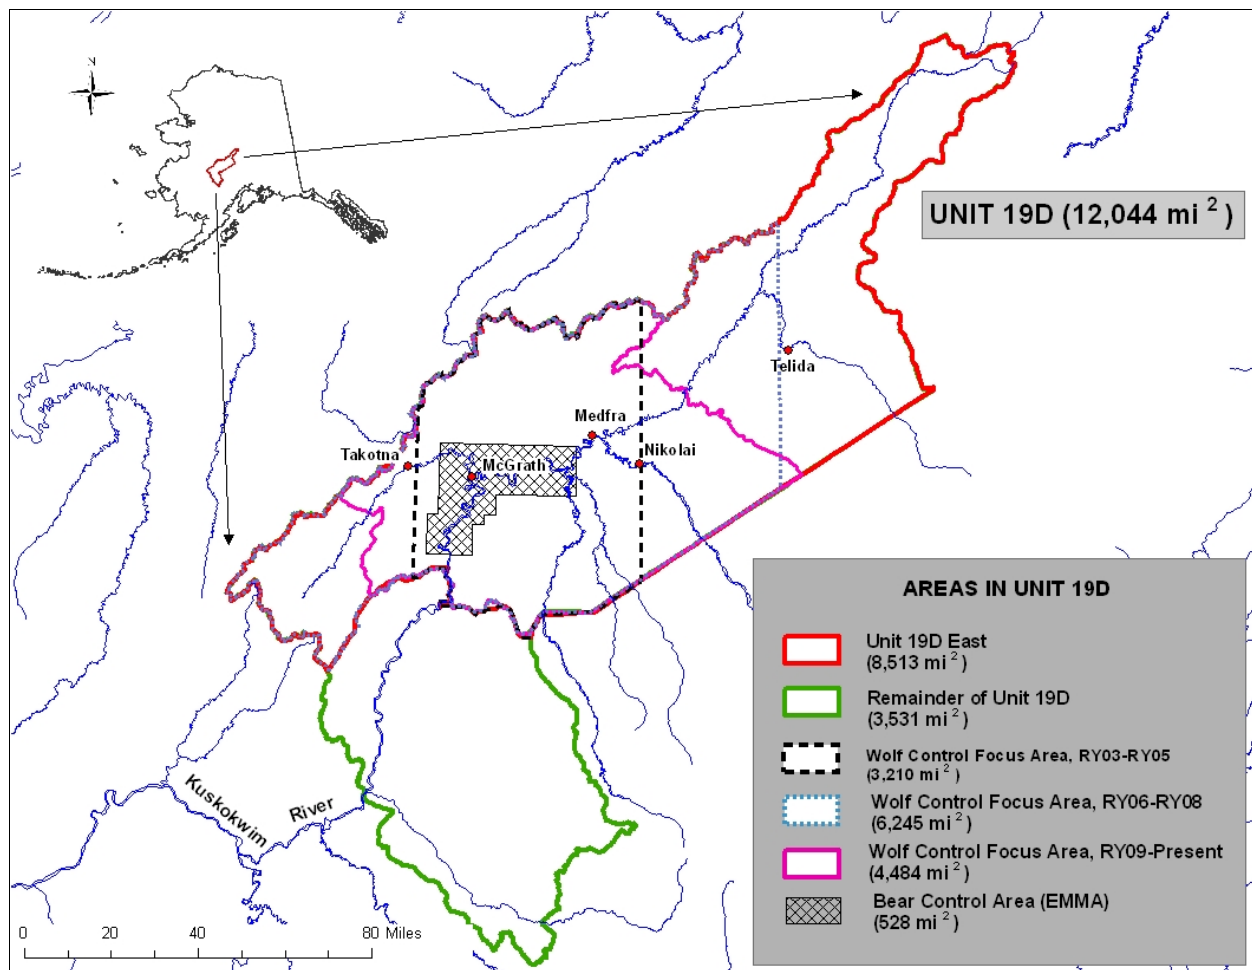 N
UNIT 19D (12,044 mi ²)
Telida
Medfra
Takotna
McGrath
Nikolai
Kuskokwim
River
AREAS IN UNIT 19D
Unit 19D East
(8,513 mi ²)
Remainder of Unit 19D
(3,531 mi ²)
Wolf Control Focus Area, RY03-RY05
(3,210 mi ²)
Wolf Control Focus Area, RY06-RY08
(6,245 mi ²)
Wolf Control Focus Area, RY09-Present
(4,484 mi ²)
Bear Control Area (EMMA)
(528 mi ²)
0 20 40 80 Miles